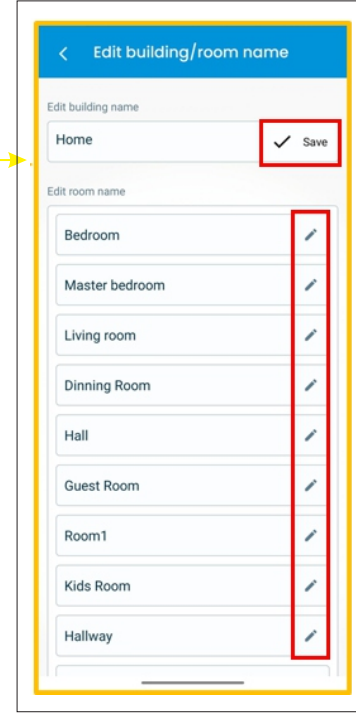 Edit building/room name
Edit building name
Home
Save
Edit room name
Bedroom
Master bedroom
Living room
Dinning Room
Hall
Guest Room
Room1
Kids Room
Hallway